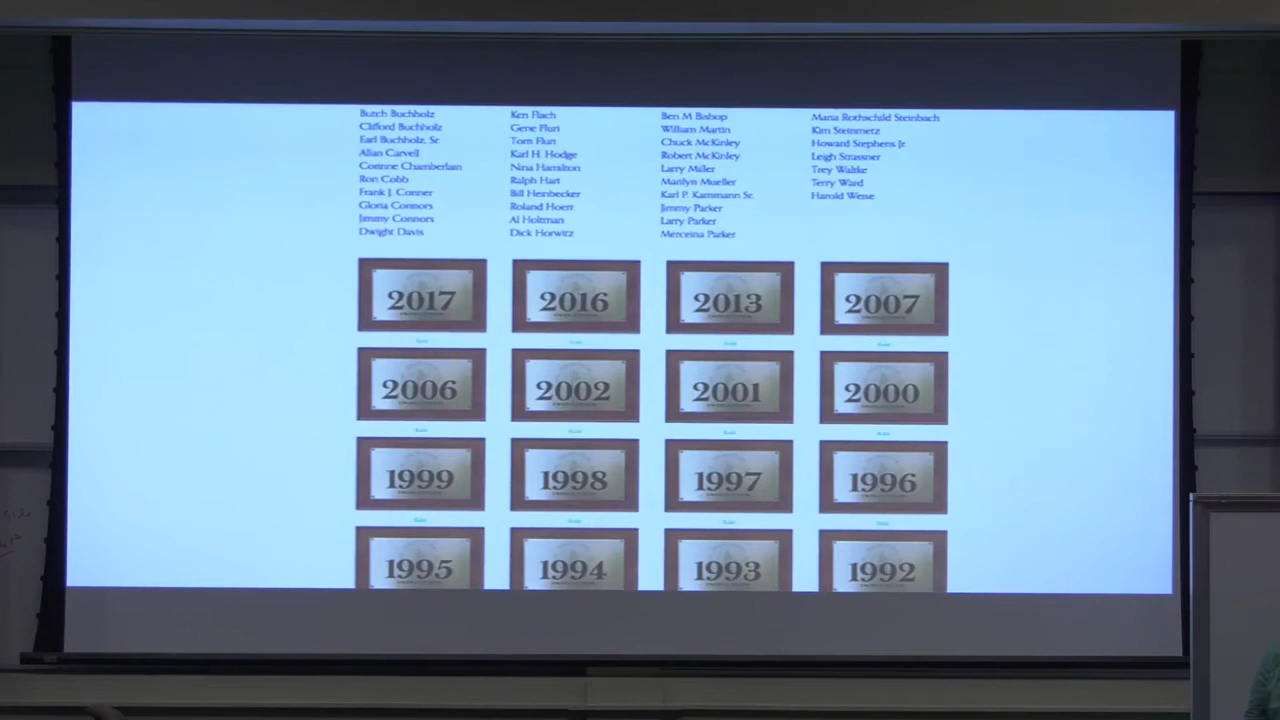 Butch Buchholz
Clifford Buchholz
Earl Buchholz, Sr.
Allan Carvell
Corinne Chamberlain
Ron Cobb
Frank J. Conner
Gloria Connors
Jimmy Connors
Dwight Davis
Ken Flach
Gene Fluri
Tom Fluri
Karl H. Hodge
Nina Hamilton
Ralph Hart
Bill Heinbecker
Roland Hoerr
Al Holtman
Dick Horwitz
Ben M Bishop
William Martin
Chuck McKinley
Robert McKinley
Larry Miller
Marilyn Mueller
Karl P. Kammann Sr.
Jimmy Parker
Larry Parker
Merceina Parker
Maria Rothschild Steinbach
Kim Steinmetz
Howard Stephens Jr
Leigh Strassner
Trey Waltke
Terry Ward
Harold Weise
2017 2016 2013 2007
2006 2002 2001 2000
1999 1998 1997 1996
1995 1994 1993 1992